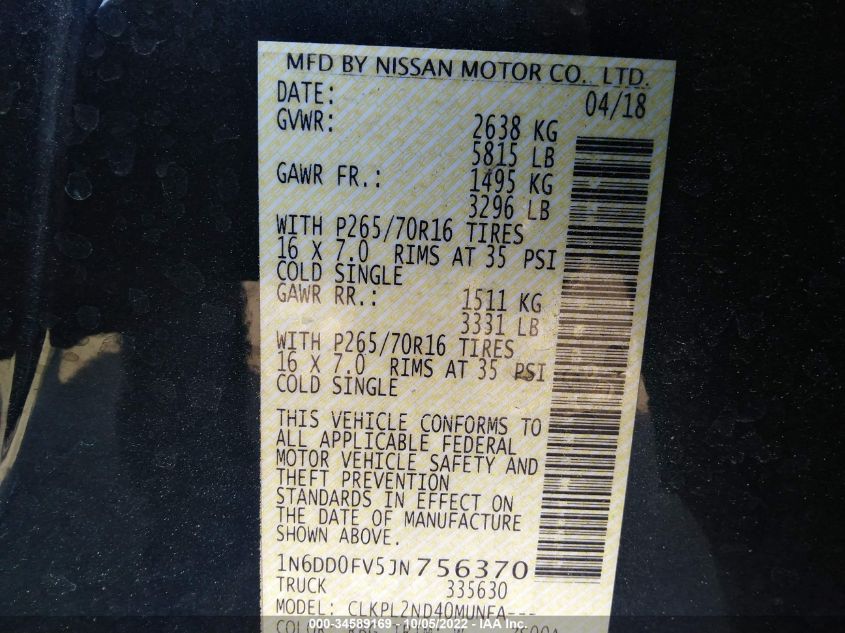 MFD BY NISSAN MOTOR CO., LTD.
DATE: 04/18
GVWR: 2638 KG
5815 LB
GAWR FR.: 1495 KG
3296 LB
WITH P265/70R16 TIRES
16 X 7.0 RIMS AT 35 PSI
COLD SINGLE
GAWR RR.: 1511 KG
3331 LB
WITH P265/70R16 TIRES
16 X 7.0 RIMS AT 35 PSI
COLD SINGLE
THIS VEHICLE CONFORMS TO
ALL APPLICABLE FEDERAL
MOTOR VEHICLE SAFETY AND
THEFT PREVENTION
STANDARDS IN EFFECT ON
THE DATE OF MANUFACTURE
SHOWN ABOVE.
1N6DD0FV5JN756370
TRUCK 335630
MODEL: CLKPL2ND40MUNFA---
COLOR
000-34589169 - 10/05/2022 - IAA Inc.